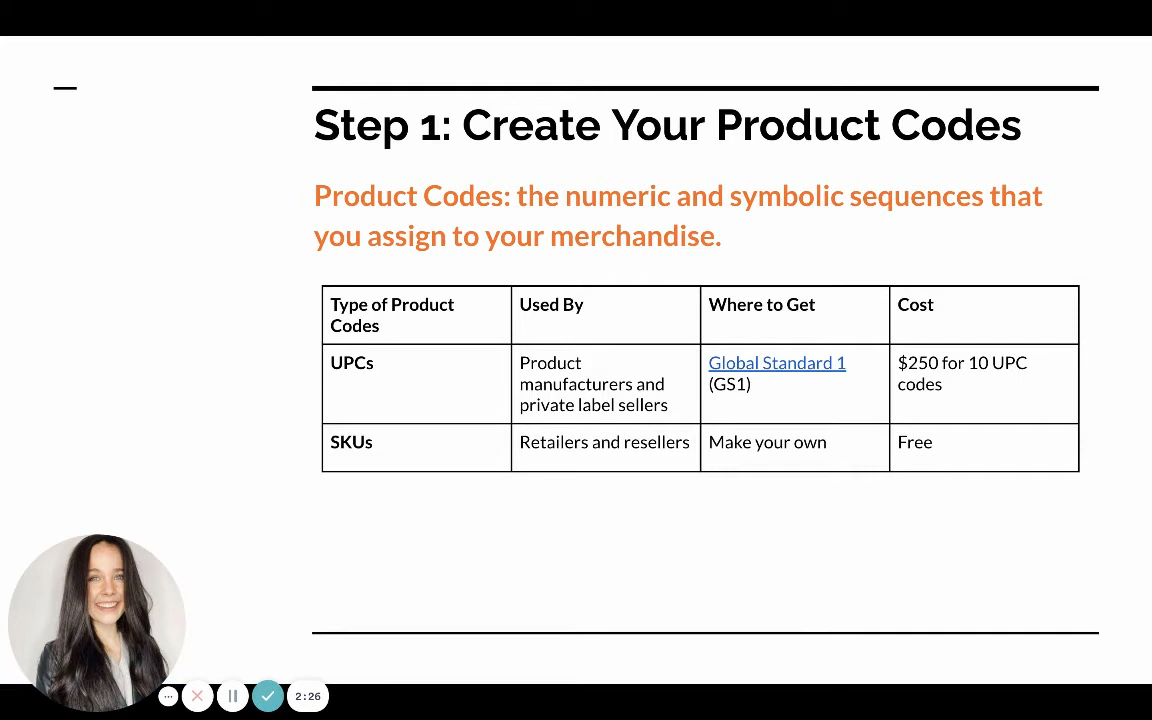 Step 1: Create Your Product Codes
Product Codes: the numeric and symbolic sequences that
you assign to your merchandise.
Type of Product
Codes
Used By
Where to Get
Cost
UPCs
Product
manufacturers and
private label sellers
Global Standard 1
(GS1)
$250 for 10 UPC
codes
SKUs
Retailers and resellers
Make your own
Free
2:26